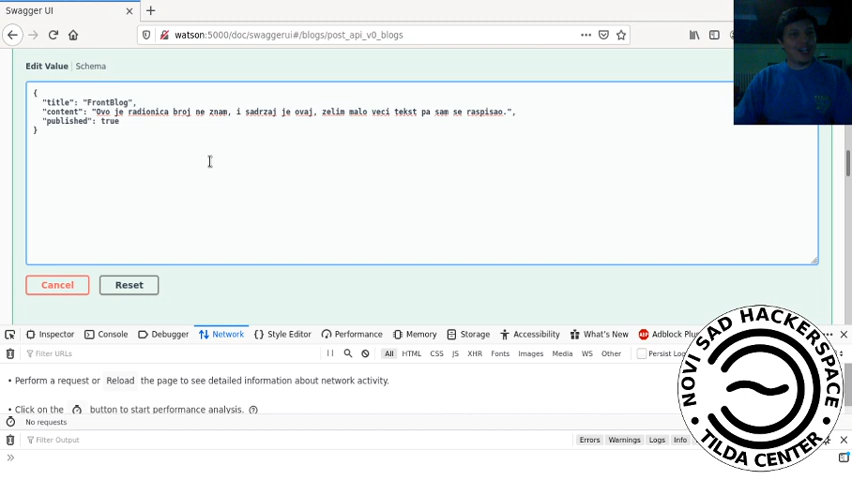 Swagger UI
watson:5000/doc/swaggerui#/blogs/post_api_v0_blogs
Edit Value Schema
{
"title": "FrontBlog",
"content": "Ovo je radionica broj ne znam, i sadrzaj je ovaj, zelim malo veci tekst pa sam se raspisao.",
"published": true
}
Cancel Reset
Inspector Console Debugger Network Style Editor Performance Memory Storage Accessibility What's New Adblock Plus
Filter URLs All HTML CSS JS XHR Fonts Images Media WS Other Persist Log
• Perform a request or Reload the page to see detailed information about network activity.
• Click on the button to start performance analysis.
No requests
Filter Output Errors Warnings Logs Info
NOVI SAD HACKERSPACE
TILDA CENTER